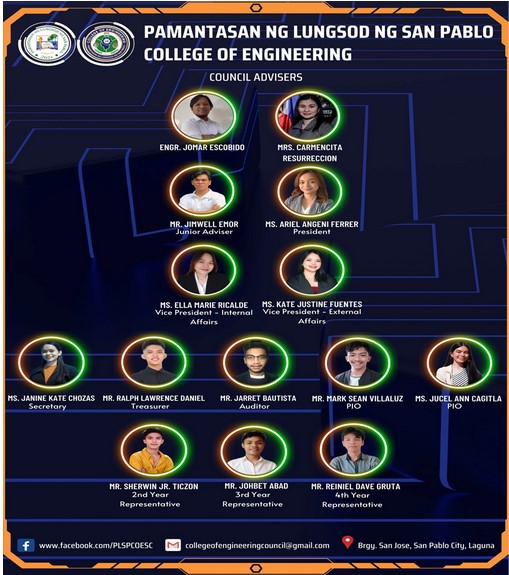 PAMANTASAN NG LUNGSOD NG SAN PABLO
COLLEGE OF ENGINEERING
COUNCIL ADVISERS
ENGR. JOMAR ESCOBIDO
MRS. CARMENCITA
RESURRECCION
MR. JIMWELL EMOR
Junior Adviser
MS. ARIEL ANGENI FERRER
President
MS. ELLA MARIE RICALDE
Vice President - Internal
Affairs
MS. KATE JUSTINE FUENTES
Vice President - External
Affairs
MS. JANINE KATE CHOZAS
Secretary
MR. RALPH LAWRENCE DANIEL
Treasurer
MR. JARRET BAUTISTA
Auditor
MR. MARK SEAN VILLALUZ
PIO
MS. JUCEL ANN CAGITLA
PIO
MR. SHERWIN JR. TICZON
2nd Year
Representative
MR. JOHBET ABAD
3rd Year
Representative
MR. REINIEL DAVE GRUTA
4th Year
Representative
www.facebook.com/PLSPCOESC
collegeofengineeringcouncil@gmail.com
Brgy. San Jose, San Pablo City, Laguna